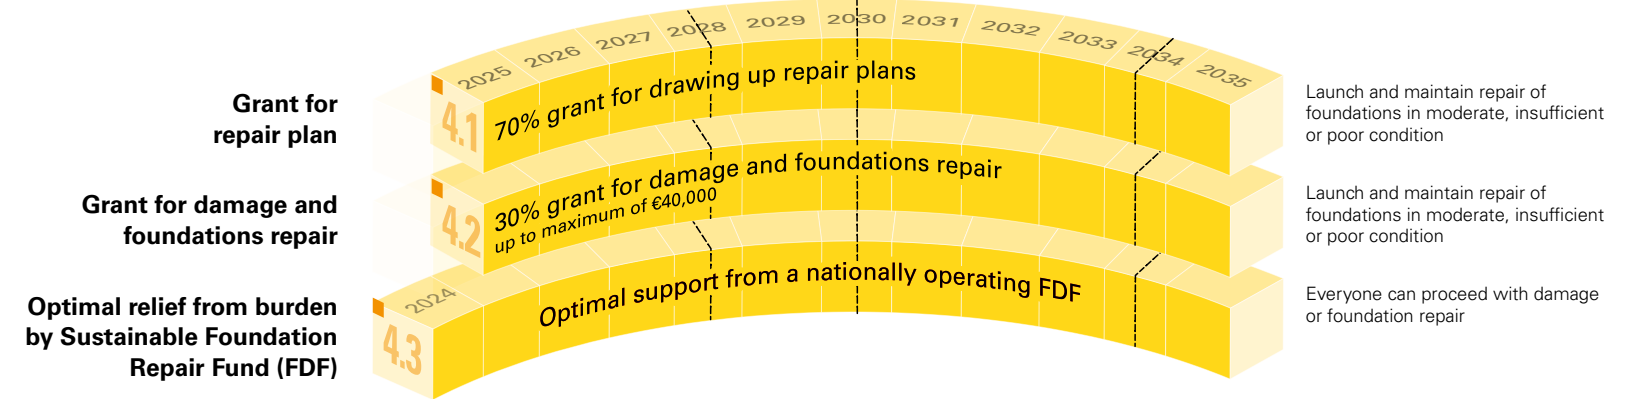 2025 2026 2027 2028 2029 2030 2031 2032 2033 2034 2035
Grant for
repair plan
4.1
70% grant for drawing up repair plans
Launch and maintain repair of
foundations in moderate, insufficient
or poor condition
Grant for damage and
foundations repair
4.2
30% grant for damage and foundations repair
up to maximum of €40,000
Launch and maintain repair of
foundations in moderate, insufficient
or poor condition
2024
Optimal relief from burden
by Sustainable Foundation
Repair Fund (FDF)
4.3
Optimal support from a nationally operating FDF
Everyone can proceed with damage
or foundation repair